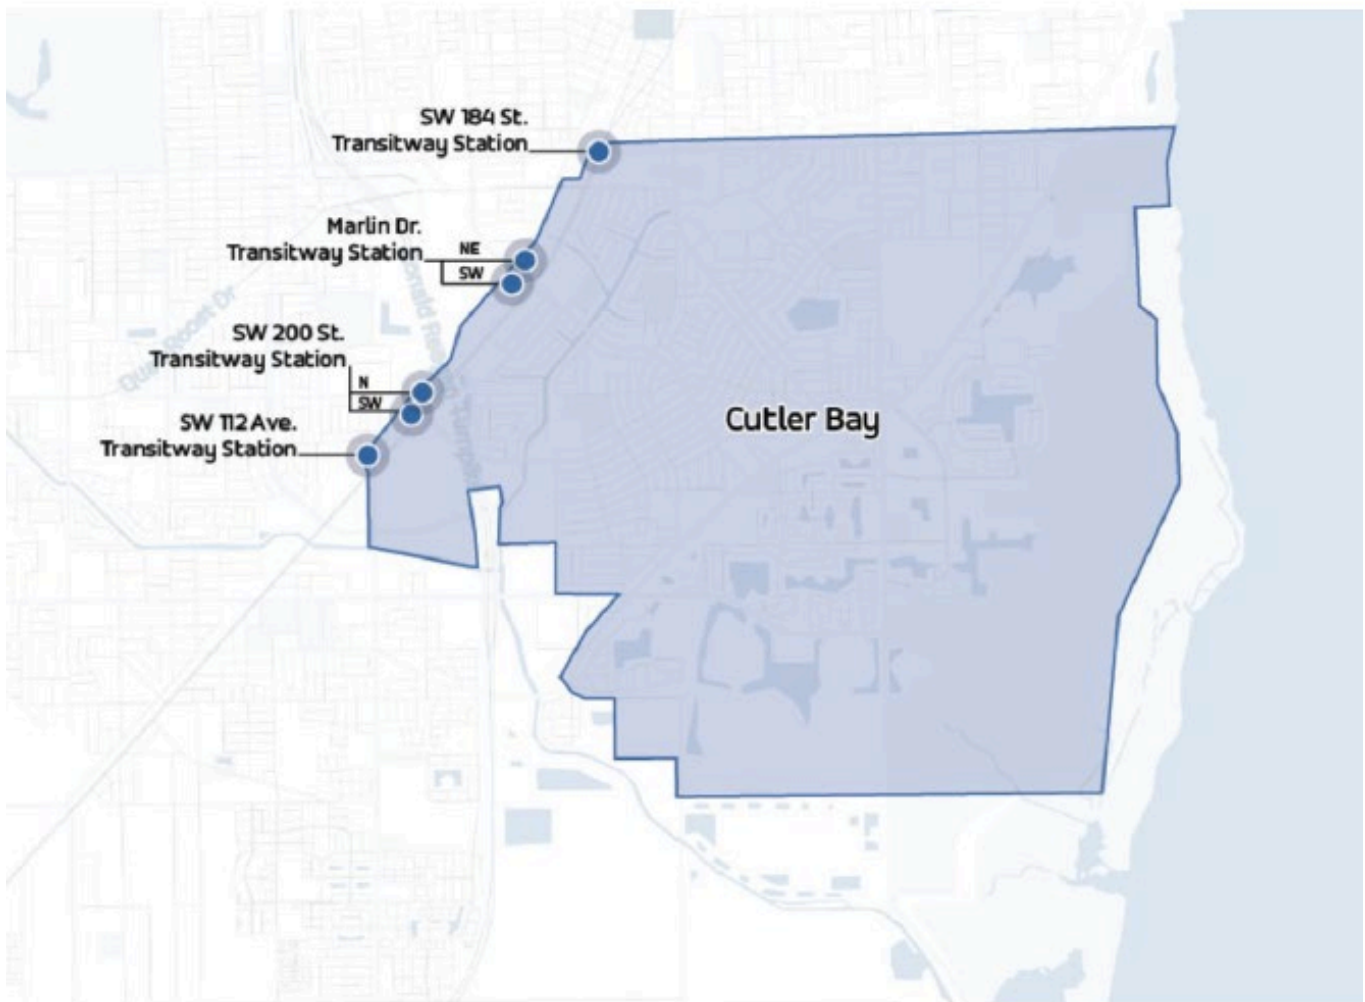 SW 184 St.
Transitway Station
Marlin Dr.
Transitway Station
NE
SW
SW 200 St.
Transitway Station
N
SW
SW 112 Ave.
Transitway Station
Cutler Bay
Dr